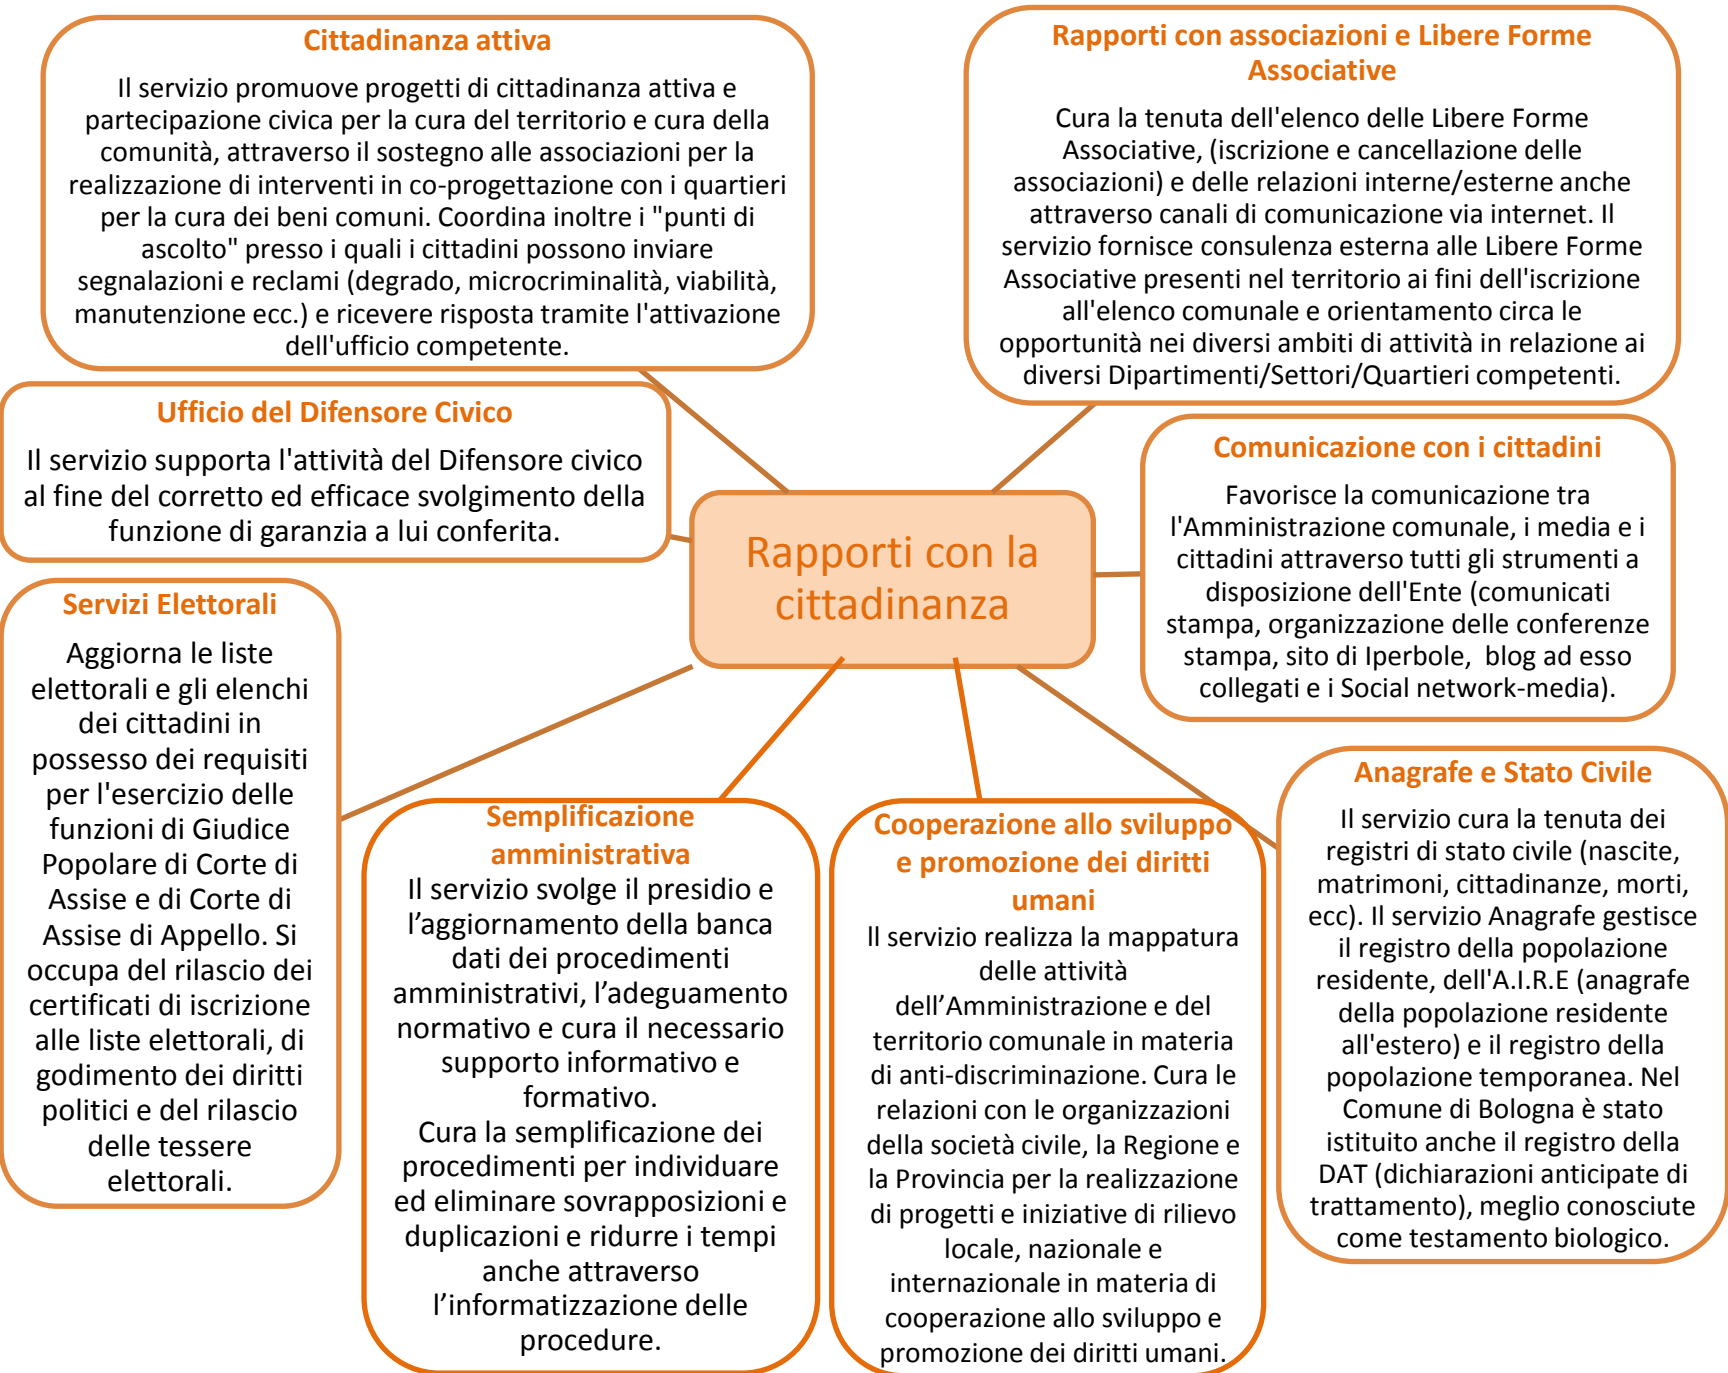 Cittadinanza attiva
Il servizio promuove progetti di cittadinanza attiva e
partecipazione civica per la cura del territorio e cura della
comunità, attraverso il sostegno alle associazioni per la
realizzazione di interventi in co-progettazione con i quartieri
per la cura dei beni comuni. Coordina inoltre i "punti di
ascolto" presso i quali i cittadini possono inviare
segnalazioni e reclami (degrado, microcriminalità, viabilità,
manutenzione ecc.) e ricevere risposta tramite l'attivazione
dell'ufficio competente.
Rapporti con associazioni e Libere Forme
Associative
Cura la tenuta dell'elenco delle Libere Forme
Associative, (iscrizione e cancellazione delle
associazioni) e delle relazioni interne/esterne anche
attraverso canali di comunicazione via internet. Il
servizio fornisce consulenza esterna alle Libere Forme
Associative presenti nel territorio ai fini dell'iscrizione
all'elenco comunale e orientamento circa le
opportunità nei diversi ambiti di attività in relazione ai
diversi Dipartimenti/Settori/Quartieri competenti.
Ufficio del Difensore Civico
Il servizio supporta l'attività del Difensore civico
al fine del corretto ed efficace svolgimento della
funzione di garanzia a lui conferita.
Comunicazione con i cittadini
Favorisce la comunicazione tra
l'Amministrazione comunale, i media e i
cittadini attraverso tutti gli strumenti a
disposizione dell'Ente (comunicati
stampa, organizzazione delle conferenze
stampa, sito di Iperbole,  blog ad esso
collegati e i Social network-media).
Rapporti con la
cittadinanza
Servizi Elettorali
Aggiorna le liste
elettorali e gli elenchi
dei cittadini in
possesso dei requisiti
per l'esercizio delle
funzioni di Giudice
Popolare di Corte di
Assise e di Corte di
Assise di Appello. Si
occupa del rilascio dei
certificati di iscrizione
alle liste elettorali, di
godimento dei diritti
politici e del rilascio
delle tessere
elettorali.
Semplificazione
amministrativa
Il servizio svolge il presidio e
l’aggiornamento della banca
dati dei procedimenti
amministrativi, l’adeguamento
normativo e cura il necessario
supporto informativo e
formativo.
Cura la semplificazione dei
procedimenti per individuare
ed eliminare sovrapposizioni e
duplicazioni e ridurre i tempi
anche attraverso
l’informatizzazione delle
procedure.
Cooperazione allo sviluppo
e promozione dei diritti
umani
Il servizio realizza la mappatura
delle attività
dell’Amministrazione e del
territorio comunale in materia
di anti-discriminazione. Cura le
relazioni con le organizzazioni
della società civile, la Regione e
la Provincia per la realizzazione
di progetti e iniziative di rilievo
locale, nazionale e
internazionale in materia di
cooperazione allo sviluppo e
promozione dei diritti umani.
Anagrafe e Stato Civile
Il servizio cura la tenuta dei
registri di stato civile (nascite,
matrimoni, cittadinanze, morti,
ecc). Il servizio Anagrafe gestisce
il registro della popolazione
residente, dell'A.I.R.E (anagrafe
della popolazione residente
all'estero) e il registro della
popolazione temporanea. Nel
Comune di Bologna è stato
istituito anche il registro della
DAT (dichiarazioni anticipate di
trattamento), meglio conosciute
come testamento biologico.